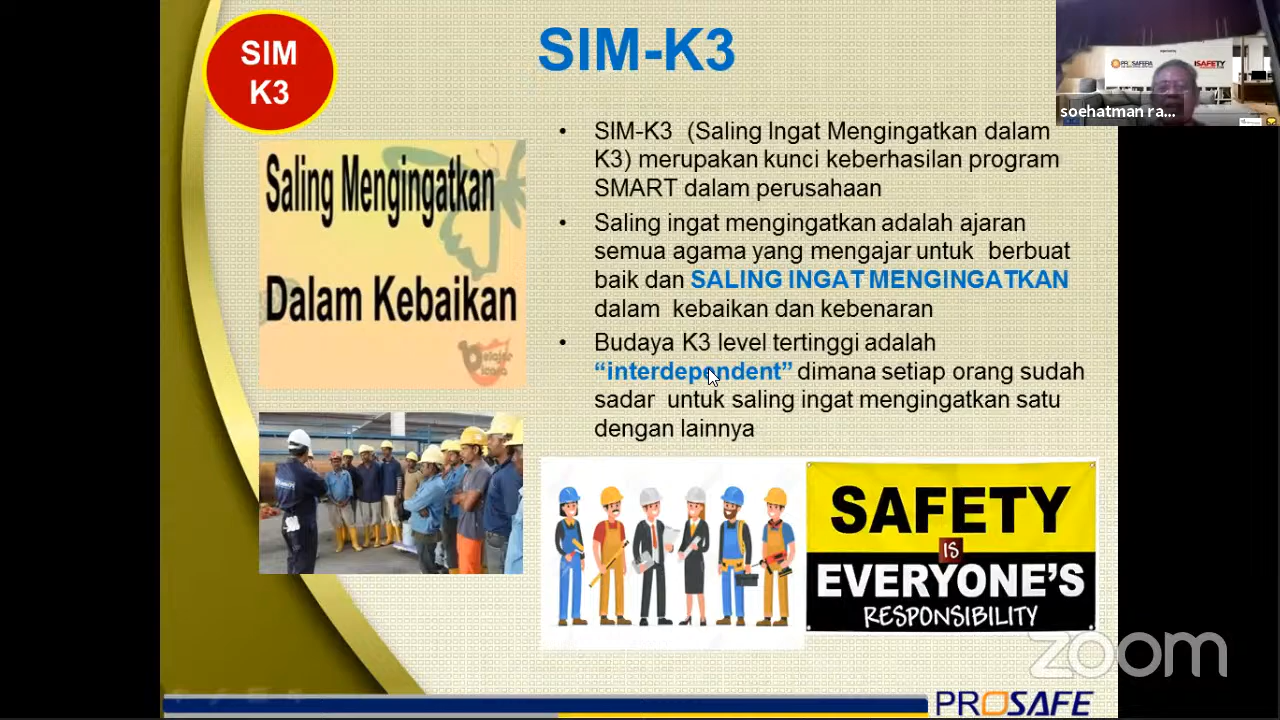 SIM
K3
SIM-K3
PROSAFE
iSAFETY
soehatman ra...
Saling Mengingatkan
Dalam Kebaikan
• SIM-K3 (Saling Ingat Mengingatkan dalam
K3) merupakan kunci keberhasilan program
SMART dalam perusahaan
• Saling ingat mengingatkan adalah ajaran
semua agama yang mengajar untuk berbuat
baik dan SALING INGAT MENGINGATKAN
dalam kebaikan dan kebenaran
• Budaya K3 level tertinggi adalah
“interdependent” dimana setiap orang sudah
sadar untuk saling ingat mengingatkan satu
dengan lainnya
SAFETY
IS
EVERYONE'S
RESPONSIBILITY
zoom
PROSAFE